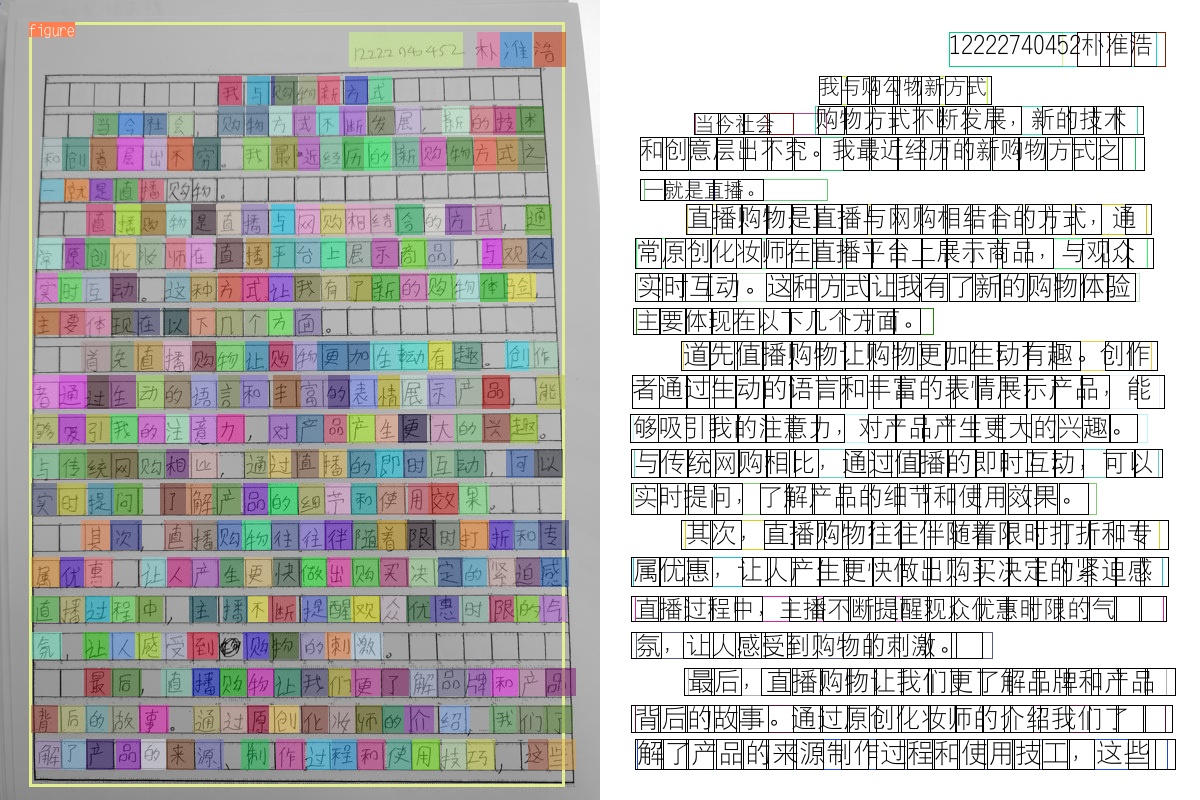 figure
12222740452 朴准浩
我与购物新方式
当今社会，购物方式不断发展，新的技术
和创意层出不穷。我最近经历的新购物方式之
一就是直播购物。
直播购物是直播与网购相结合的方式，通
常原创化妆师在直播平台上展示商品，与观众
实时互动。这种方式让我有了新的购物体验，
主要体现在以下几个方面。
首先直播购物让购物更加生动有趣。创作
者通过生动的语言和丰富的表情展示产品，能
够吸引我的注意力，对产品产生更大的兴趣。
与传统网购相比，通过直播的即时互动，可以
实时提问，了解产品的细节和使用效果。
其次，直播购物往往伴随着限时打折和专
属优惠，让人产生更快做出购买决定的紧迫感
直播过程中，主播不断提醒观众优惠时限的气
氛，让人感受到购物的刺激。
最后，直播购物让我们更了解品牌和产品
背后的故事。通过原创化妆师的介绍，我们了
解了产品的来源、制作过程和使用技巧，这些
12222740452朴准浩
我与购勾物新方式
当今社会 购物方式不断发展，新的技术
和创意层出不究。我最近经历的新购物方式之
一就是直播。
直播购物是直播与网购相结合的方式，通
常原创化妆师在直播平台上展示商品，与观众
实时互动。这种方式让我有了新的购物体验
主要体现在以下几个方面。
道先值播购物让购物更加生动有趣。创作
者通过生动的语言和丰富的表情展示产品，能
够吸引我的注意力，对产品产生更大的兴趣。
与传统网购相比，通过值播的即时互动，可以
实时提问，了解产品的细节和使用效果。
其次，直播购物往往伴随着限时打折和专
属优惠，让人产生更快做出购买决定的紧迫感
直播过程中，主播不断提醒观众优惠时限的气
氛，让人感受到购物的刺激。
最后，直播购物让我们更了解品牌和产品
背后的故事。通过原创化妆师的介绍我们了
解了产品的来源制作过程和使用技工，这些